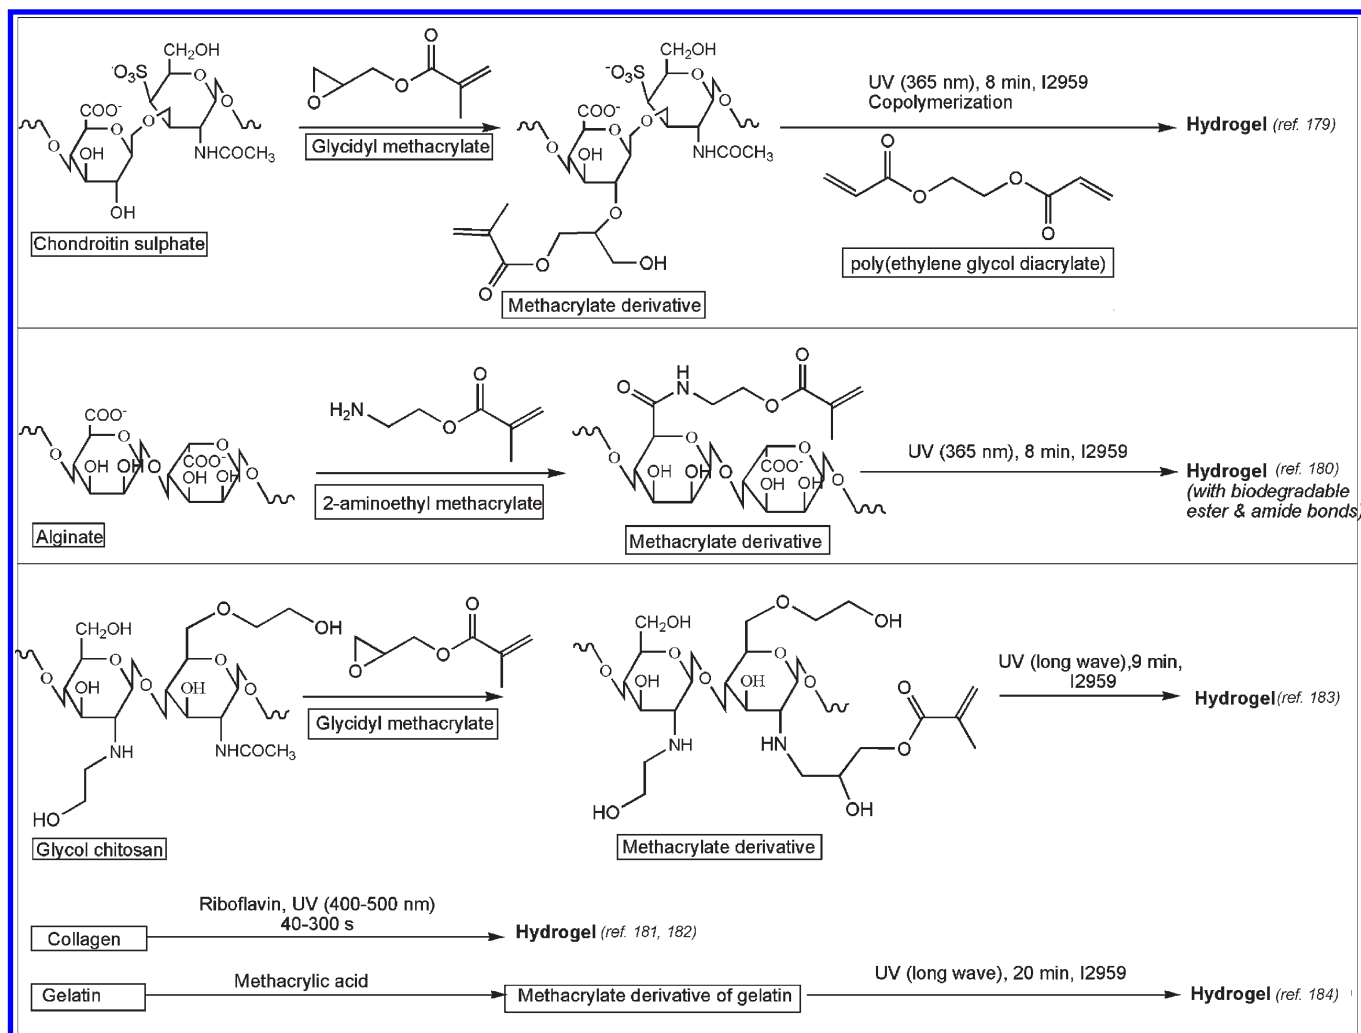 CH2OH
-O3S
O
COO-
O
O
OH
O
O
NHCOCH3
OH
Chondroitin sulphate
O
O
O
Glycidyl methacrylate
CH2OH
-O3S
O
COO-
O
O
OH
O
O
NHCOCH3
O
O
O
OH
Methacrylate derivative
UV (365 nm), 8 min, I2959
Copolymerization
O
O
O
O
poly(ethylene glycol diacrylate)
Hydrogel (ref. 179)
COO-
O
O
OH
OH
O
O
COO-
OH
OH
O
Alginate
H2N
O
O
2-aminoethyl methacrylate
O
H
N
O
O
O
O
OH
OH
O
O
COO-
OH
OH
O
Methacrylate derivative
UV (365 nm), 8 min, I2959
Hydrogel (ref. 180)
(with biodegradable
ester & amide bonds)
CH2OH
O
OH
O
O
OH
O
O
OH
O
NH
NHCOCH3
HO
Glycol chitosan
O
O
O
Glycidyl methacrylate
CH2OH
O
OH
O
O
OH
O
O
OH
O
NH
HN
O
O
OH
HO
Methacrylate derivative
UV (long wave),9 min,
I2959
Hydrogel(ref. 183)
Collagen
Riboflavin, UV (400-500 nm)
40-300 s
Hydrogel (ref. 181, 182)
Gelatin
Methacrylic acid
Methacrylate derivative of gelatin
UV (long wave), 20 min, I2959
Hydrogel (ref. 184)